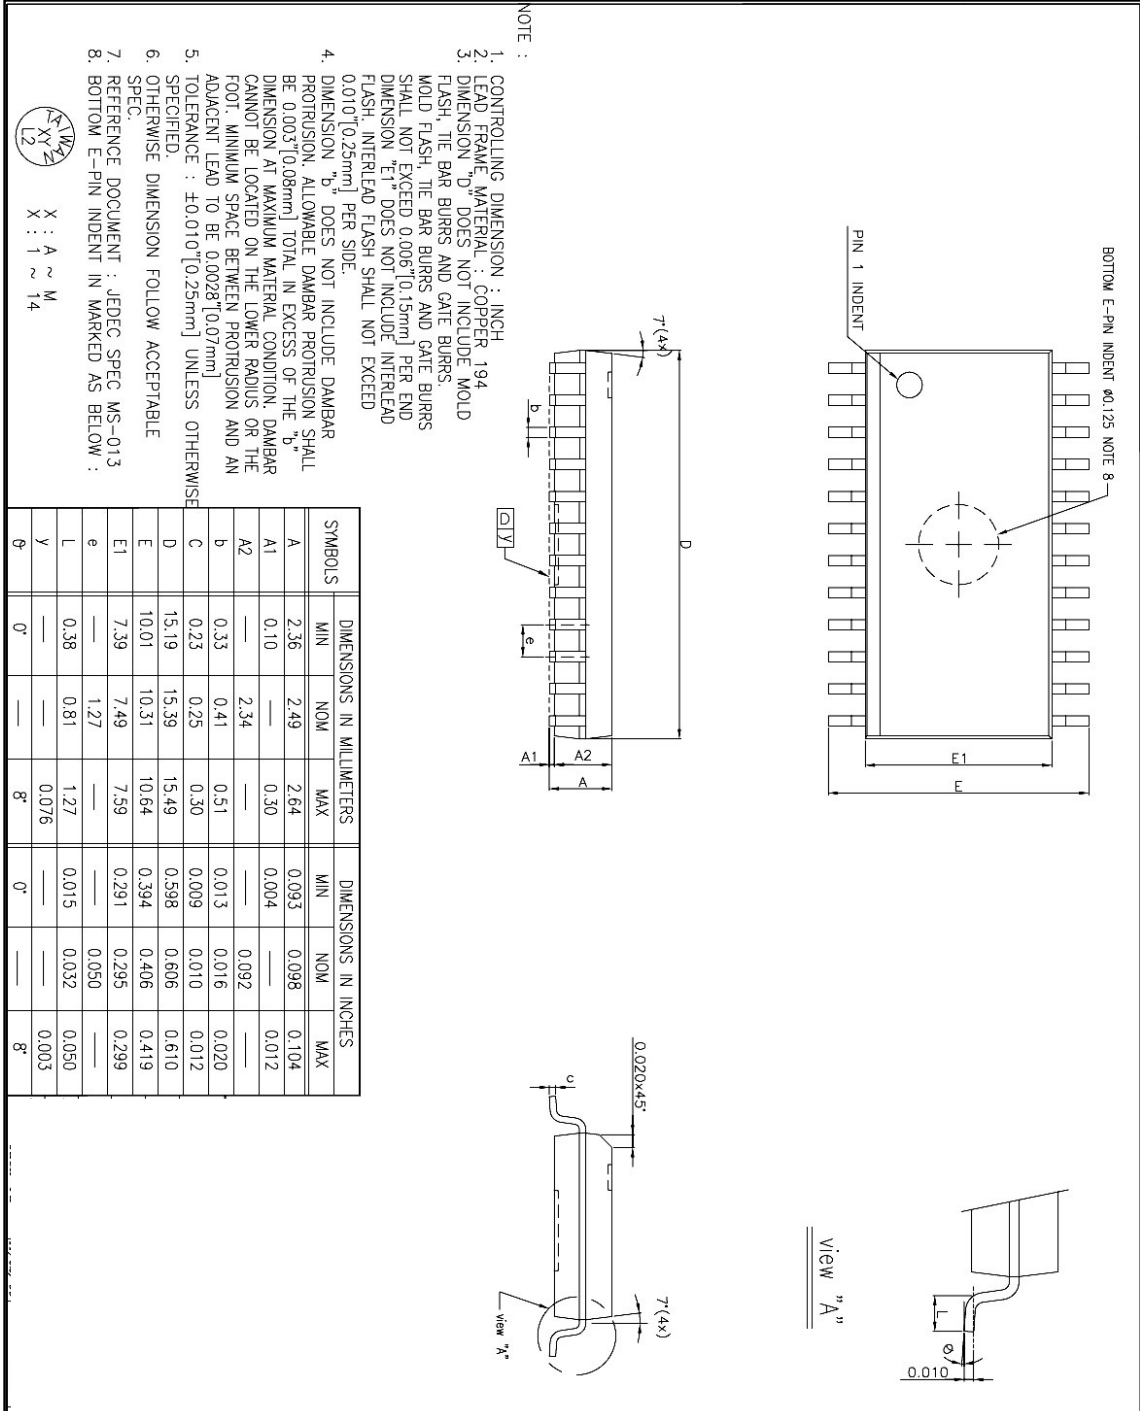 BOTTOM E-PIN INDENT ø0.125 NOTE 8
PIN 1 INDENT
E1
E
view "A"
L
0.010
7°(4x)
D
b
e
y
A1
A2
A
0.020x45°
c
7°(4x)
view "A"
NOTE :
1. CONTROLLING DIMENSION : INCH
2. LEAD FRAME MATERIAL : COPPER 194
3. DIMENSION "D" DOES NOT INCLUDE MOLD
FLASH, TIE BAR BURRS AND GATE BURRS.
MOLD FLASH, TIE BAR BURRS AND GATE BURRS
SHALL NOT EXCEED 0.006"[0.15mm] PER END
DIMENSION "E1" DOES NOT INCLUDE INTERLEAD
FLASH. INTERLEAD FLASH SHALL NOT EXCEED
0.010"[0.25mm] PER SIDE.
4. DIMENSION "b" DOES NOT INCLUDE DAMBAR
PROTRUSION. ALLOWABLE DAMBAR PROTRUSION SHALL
BE 0.003"[0.08mm] TOTAL IN EXCESS OF THE "b"
DIMENSION AT MAXIMUM MATERIAL CONDITION. DAMBAR
CANNOT BE LOCATED ON THE LOWER RADIUS OR THE
FOOT. MINIMUM SPACE BETWEEN PROTRUSION AND AN
ADJACENT LEAD TO BE 0.0028"[0.07mm]
5. TOLERANCE : ±0.010"[0.25mm] UNLESS OTHERWISE
SPECIFIED.
6. OTHERWISE DIMENSION FOLLOW ACCEPTABLE
SPEC.
7. REFERENCE DOCUMENT : JEDEC SPEC MS-013
8. BOTTOM E-PIN INDENT IN MARKED AS BELOW :
TAIWAN
XY
L2
X : A ~ M
X : 1 ~ 14
SYMBOLS DIMENSIONS IN MILLIMETERS DIMENSIONS IN INCHES
MIN NOM MAX MIN NOM MAX
A 2.36 2.49 2.64 0.093 0.098 0.104
A1 0.10 — 0.30 0.004 — 0.012
A2 — 2.34 — — 0.092 —
b 0.33 0.41 0.51 0.013 0.016 0.020
C 0.23 0.25 0.30 0.009 0.010 0.012
D 15.19 15.39 15.49 0.598 0.606 0.610
E 10.01 10.31 10.64 0.394 0.406 0.419
E1 7.39 7.49 7.59 0.291 0.295 0.299
e — 1.27 — — 0.050 —
L 0.38 0.81 1.27 0.015 0.032 0.050
y — — 0.076 — — 0.003
0° — 8° 0° — 8°